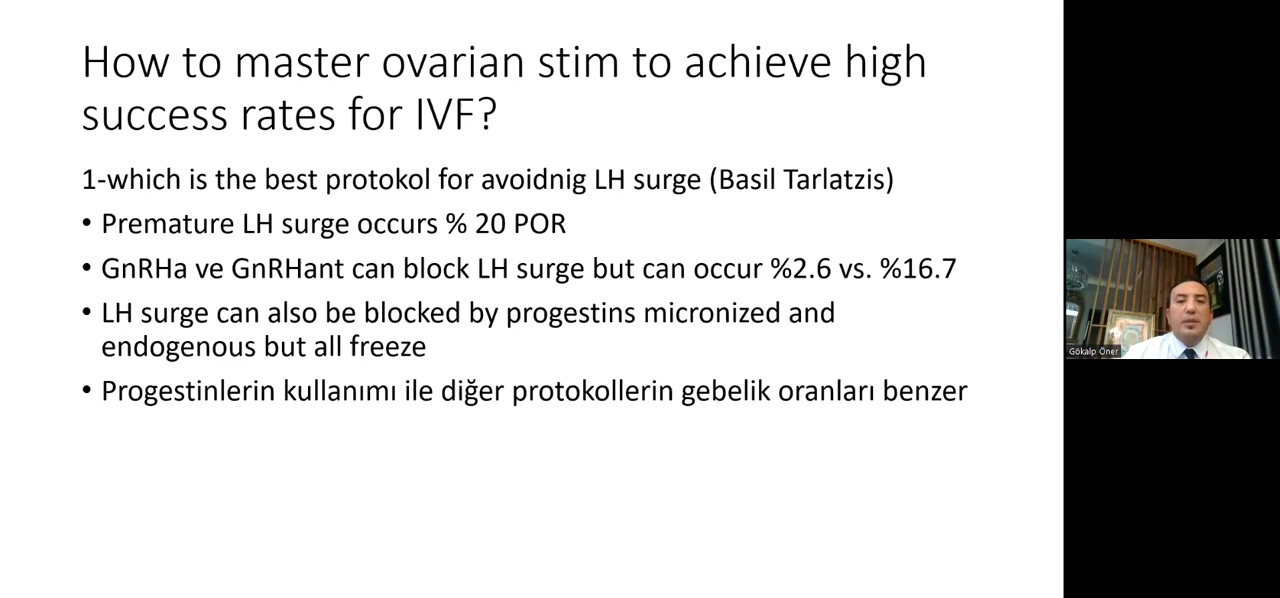 How to master ovarian stim to achieve high
success rates for IVF?
1-which is the best protokol for avoidnig LH surge (Basil Tarlatzis)
• Premature LH surge occurs % 20 POR
• GnRHa ve GnRHant can block LH surge but can occur %2.6 vs. %16.7
• LH surge can also be blocked by progestins micronized and
endogenous but all freeze
• Progestinlerin kullanımı ile diğer protokollerin gebelik oranları benzer
Gökalp Öner